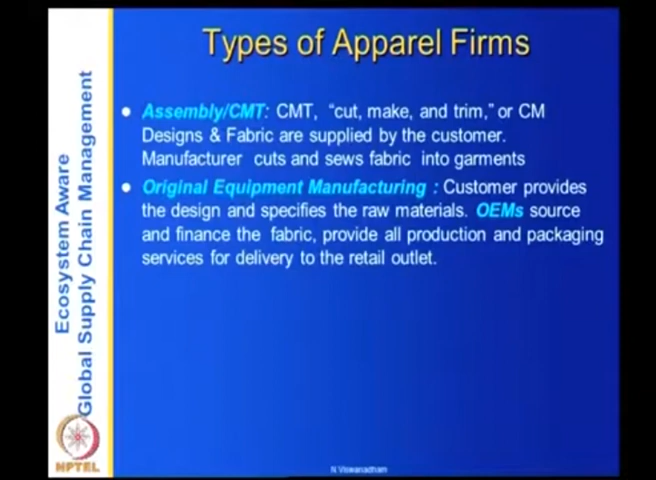 Types of Apparel Firms
Assembly/CMT: CMT, "cut, make, and trim," or CM
Designs & Fabric are supplied by the customer.
Manufacturer cuts and sews fabric into garments
Original Equipment Manufacturing : Customer provides
the design and specifies the raw materials. OEMs source
and finance the fabric, provide all production and packaging
services for delivery to the retail outlet.
Ecosystem Aware
Global Supply Chain Management
NPTEL
N Viswanadham